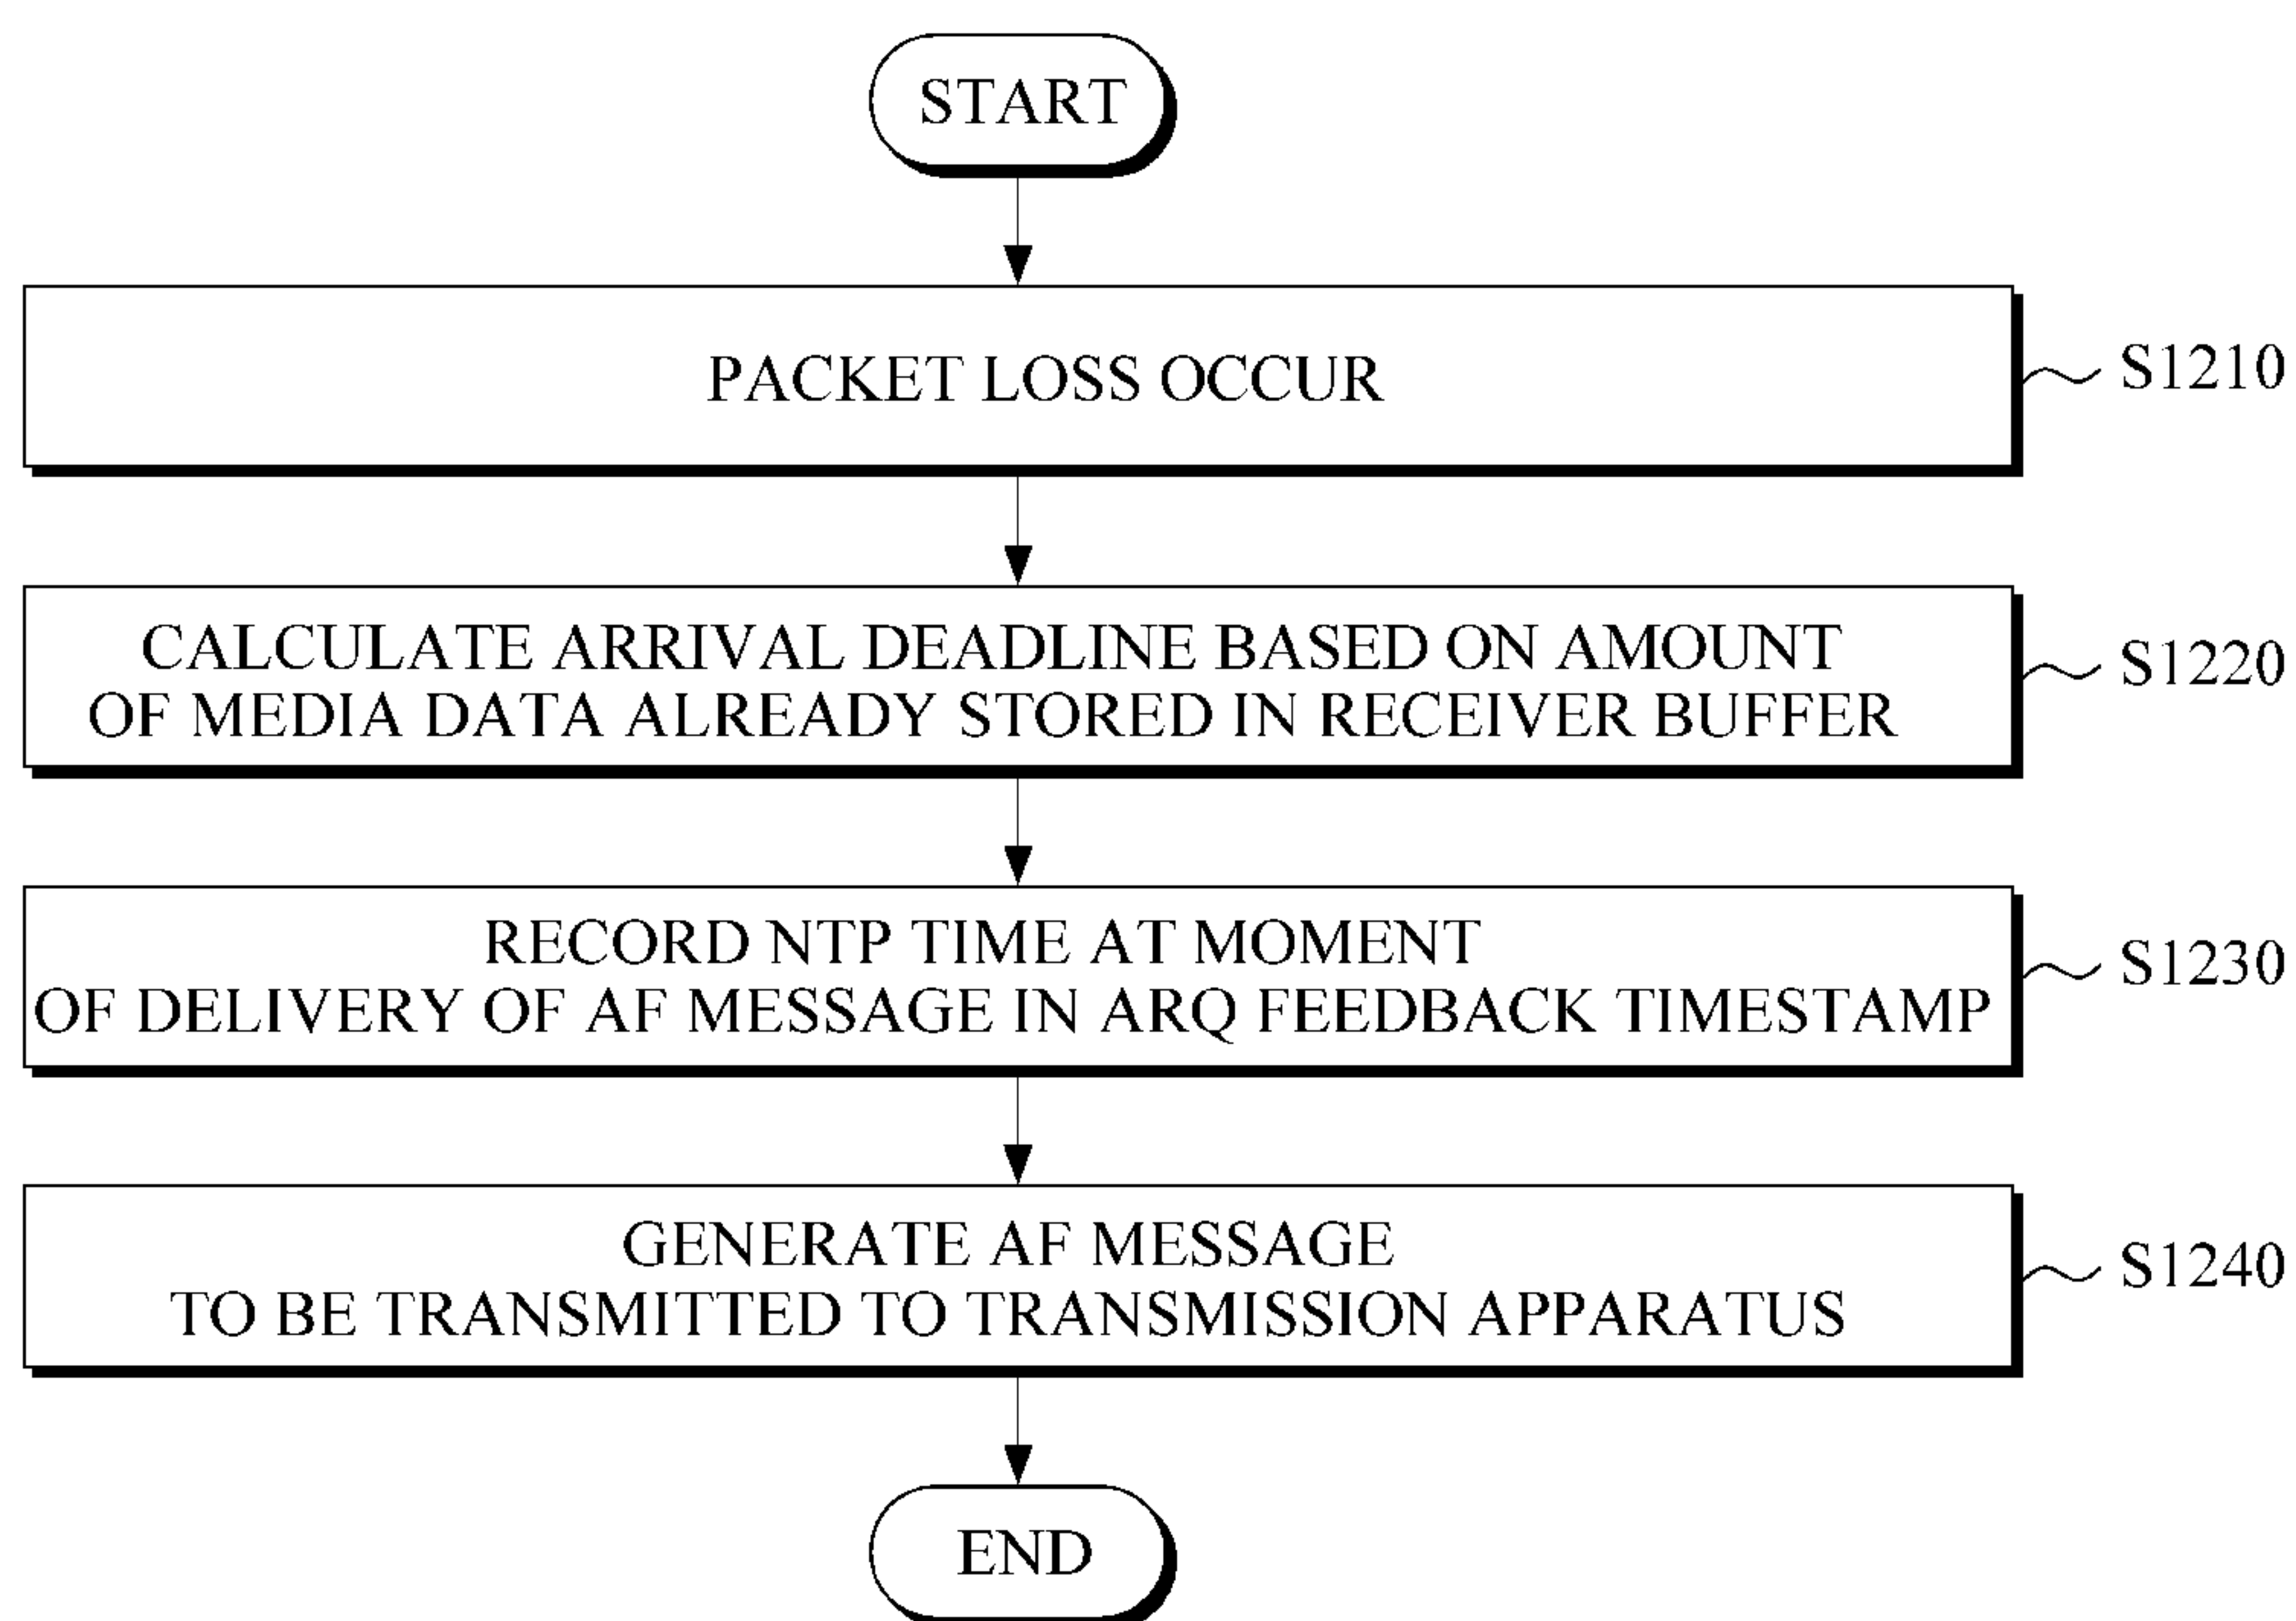 START
PACKET LOSS OCCUR
S1210
CALCULATE ARRIVAL DEADLINE BASED ON AMOUNT
OF MEDIA DATA ALREADY STORED IN RECEIVER BUFFER
S1220
RECORD NTP TIME AT MOMENT
OF DELIVERY OF AF MESSAGE IN ARQ FEEDBACK TIMESTAMP
S1230
GENERATE AF MESSAGE
TO BE TRANSMITTED TO TRANSMISSION APPARATUS
S1240
END